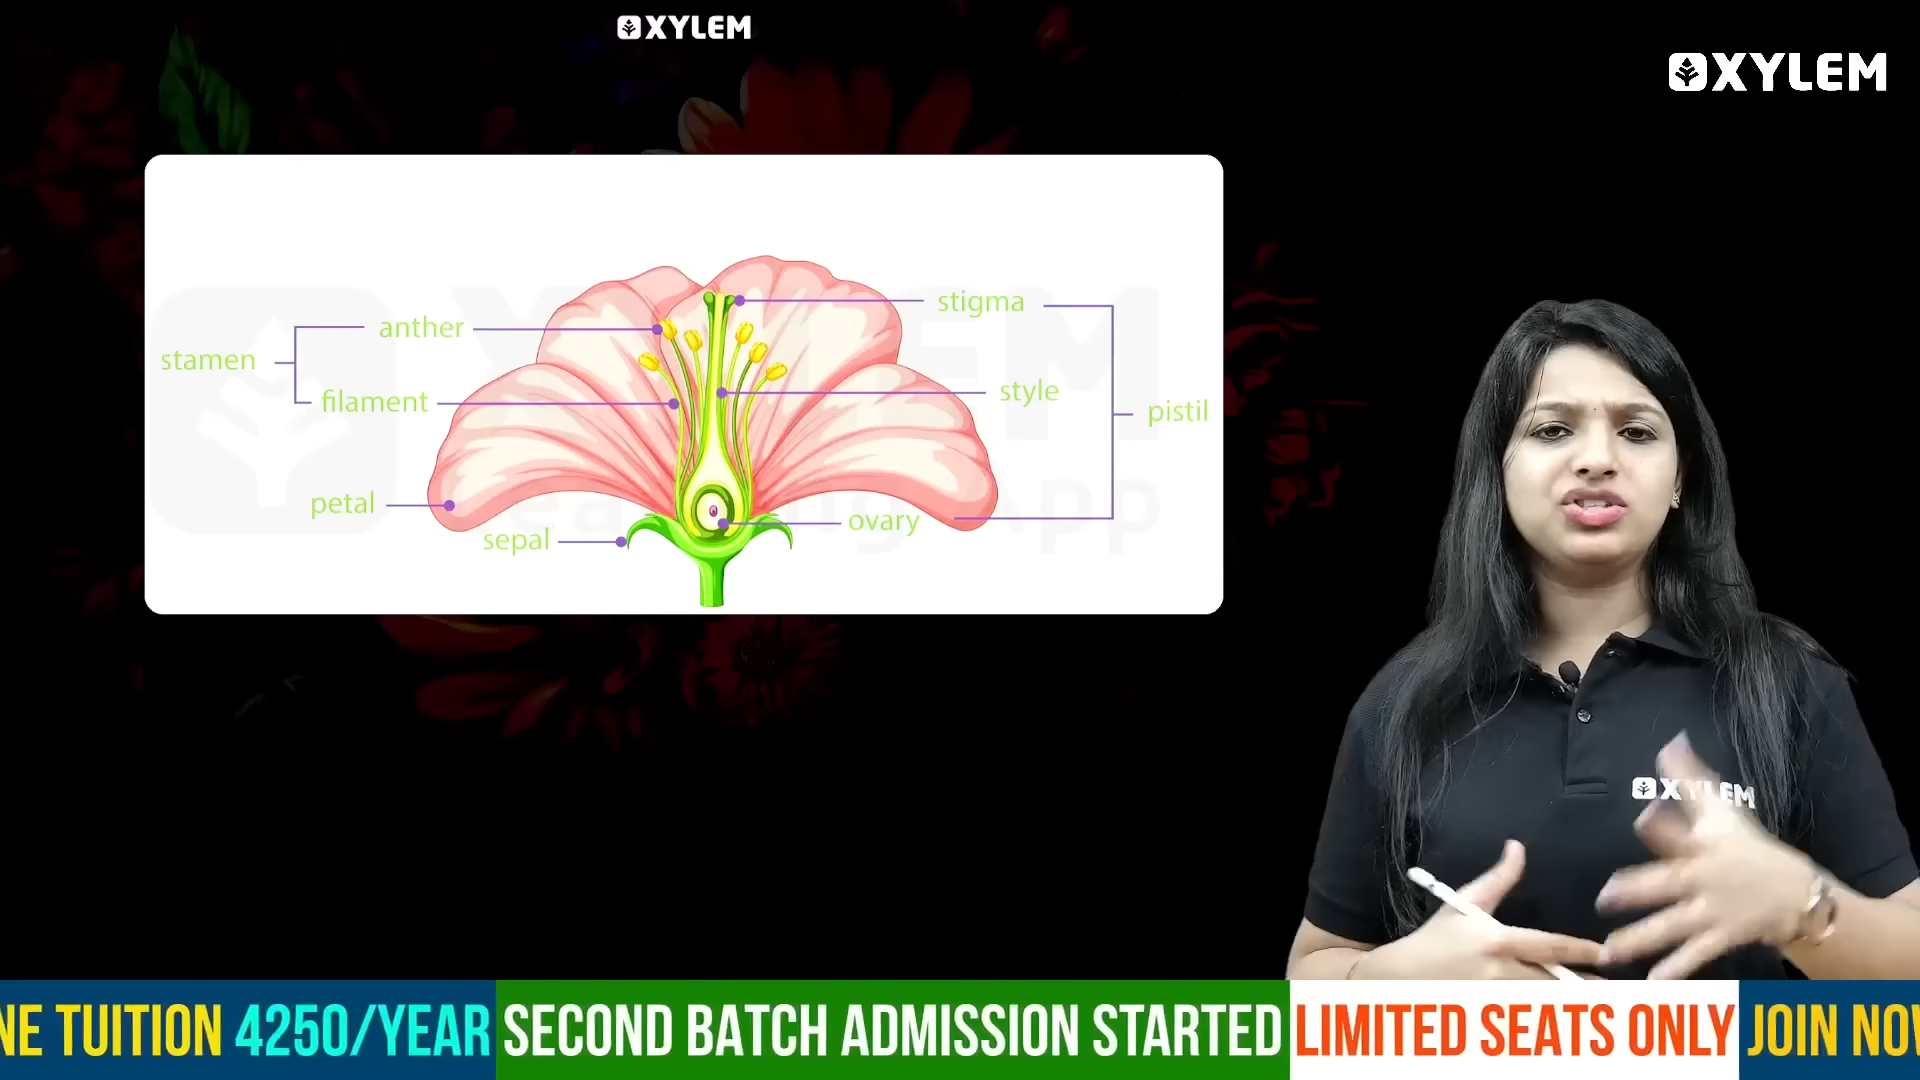 XYLEM
XYLEM
stigma
anther
stamen
style
filament
pistil
petal
ovary
sepal
XYLEM
NE TUITION 4250/YEAR SECOND BATCH ADMISSION STARTED LIMITED SEATS ONLY JOIN NOW